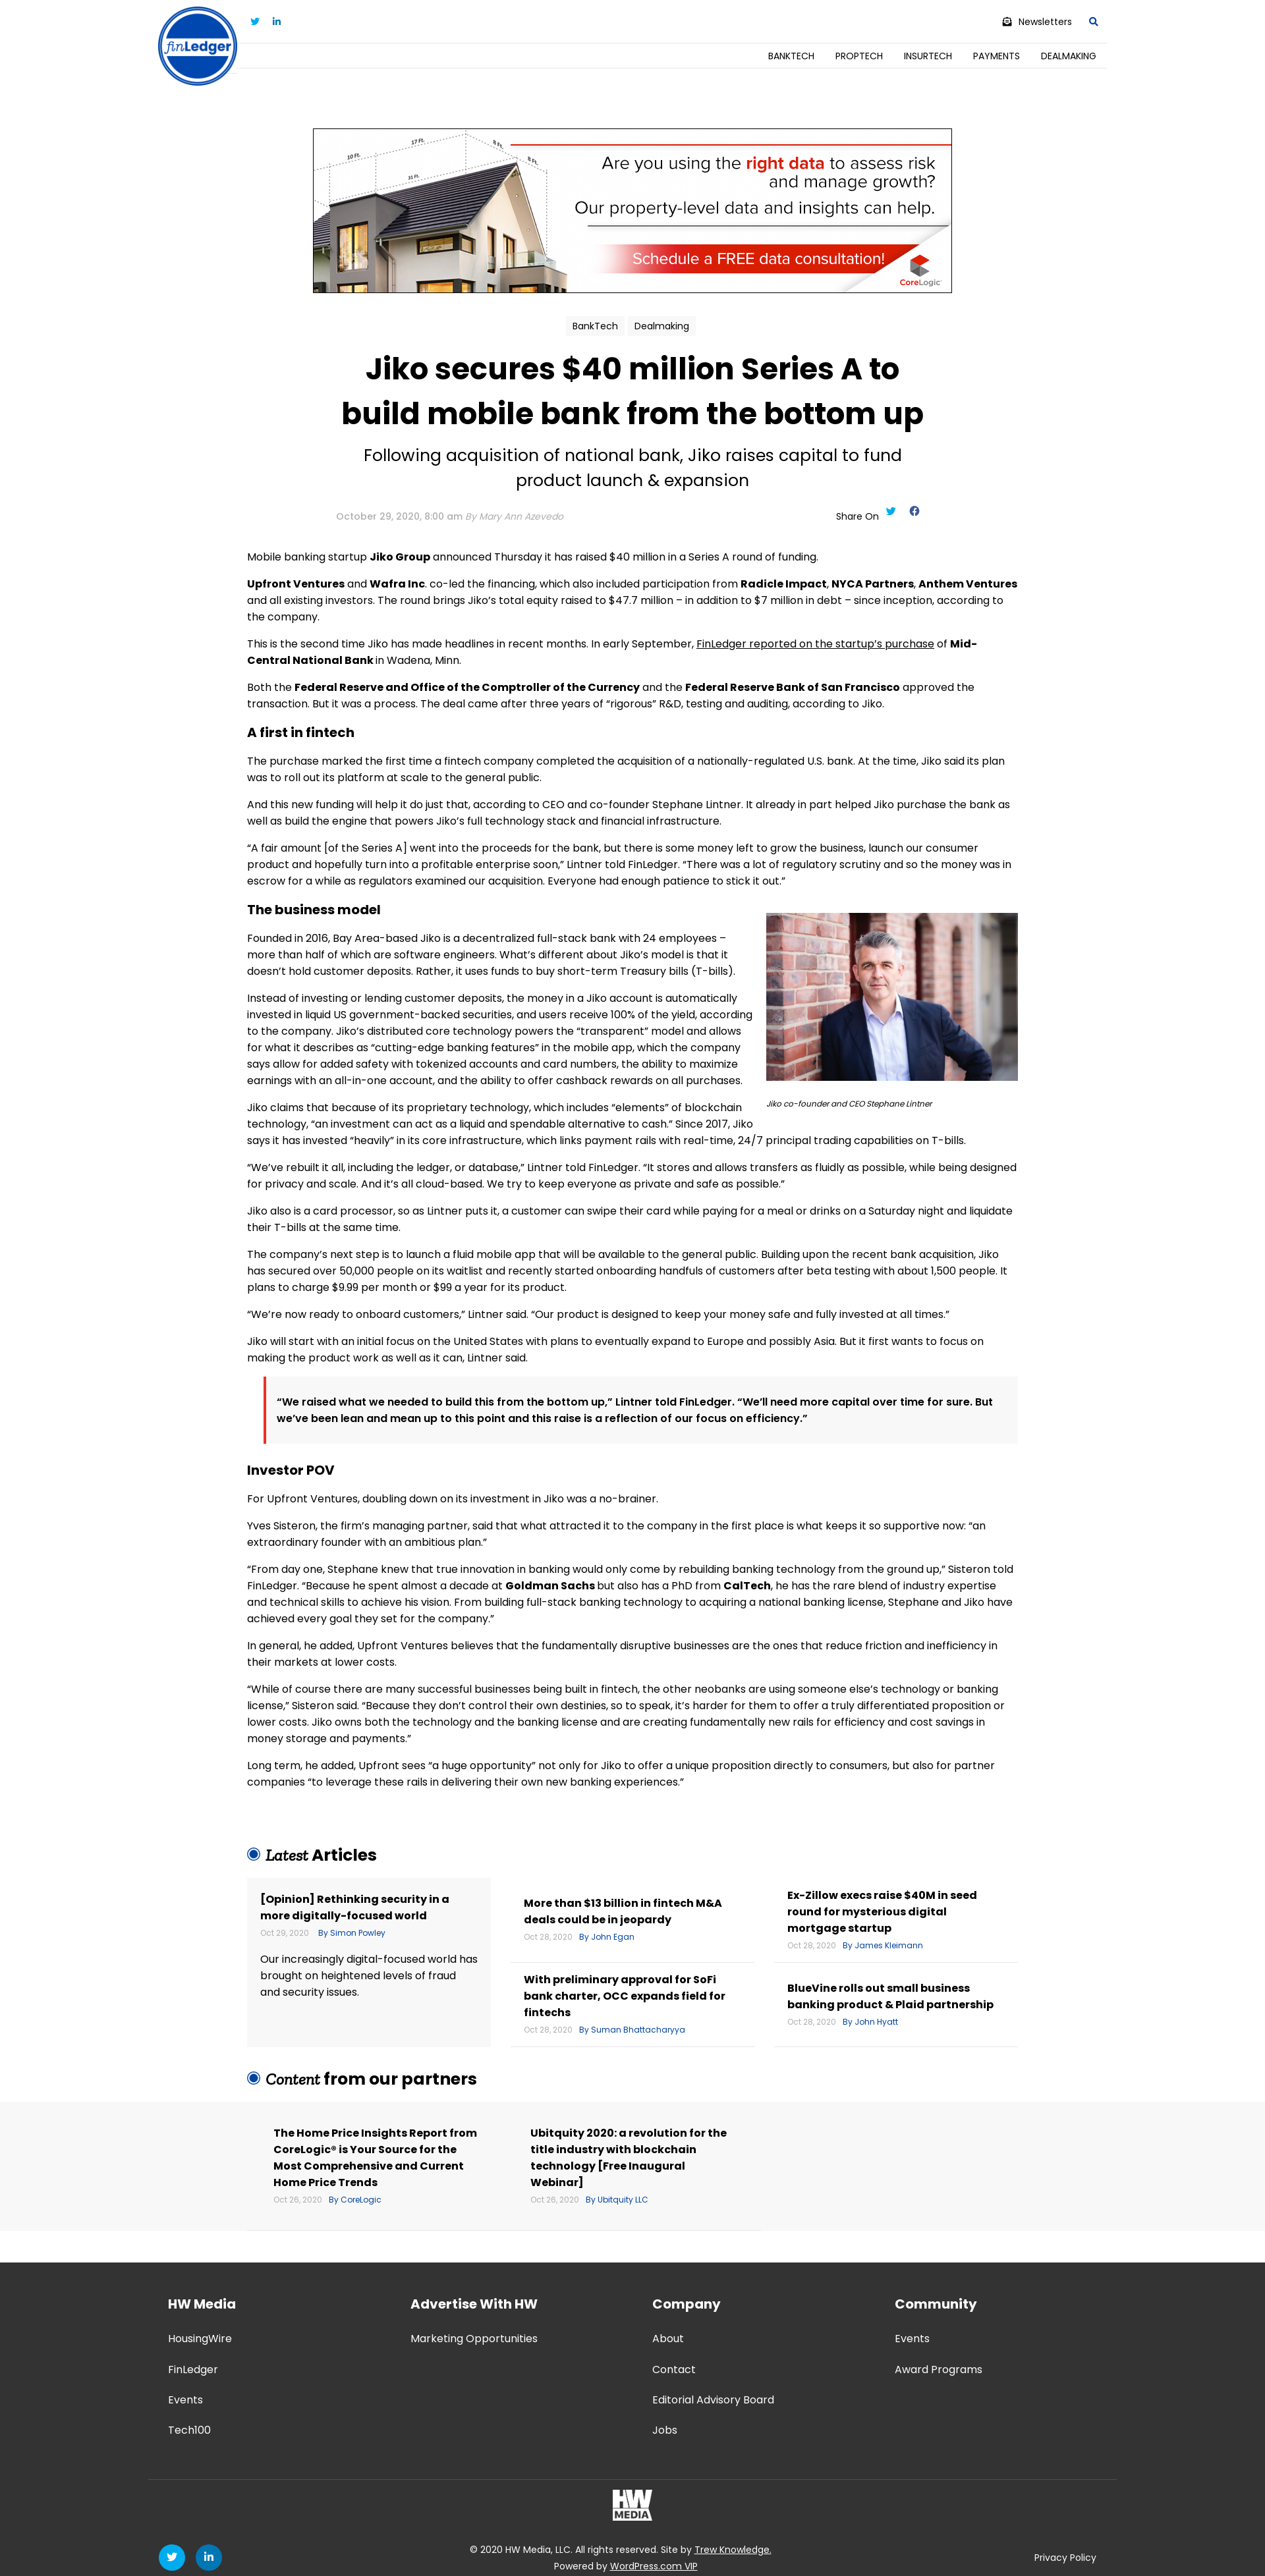 finLedger
Newsletters
BANKTECH PROPTECH INSURTECH PAYMENTS DEALMAKING
10 FT. 17 FT. 8 FT. 8 FT. 31 FT.
Are you using the right data to assess risk
and manage growth?
Our property-level data and insights can help.
Schedule a FREE data consultation!
CoreLogic
BankTech Dealmaking
Jiko secures $40 million Series A to
build mobile bank from the bottom up
Following acquisition of national bank, Jiko raises capital to fund
product launch & expansion
October 29, 2020, 8:00 am By Mary Ann Azevedo
Share On
Mobile banking startup Jiko Group announced Thursday it has raised $40 million in a Series A round of funding.
Upfront Ventures and Wafra Inc. co-led the financing, which also included participation from Radicle Impact, NYCA Partners, Anthem Ventures
and all existing investors. The round brings Jiko’s total equity raised to $47.7 million – in addition to $7 million in debt – since inception, according to
the company.
This is the second time Jiko has made headlines in recent months. In early September, FinLedger reported on the startup’s purchase of Mid-
Central National Bank in Wadena, Minn.
Both the Federal Reserve and Office of the Comptroller of the Currency and the Federal Reserve Bank of San Francisco approved the
transaction. But it was a process. The deal came after three years of “rigorous” R&D, testing and auditing, according to Jiko.
A first in fintech
The purchase marked the first time a fintech company completed the acquisition of a nationally-regulated U.S. bank. At the time, Jiko said its plan
was to roll out its platform at scale to the general public.
And this new funding will help it do just that, according to CEO and co-founder Stephane Lintner. It already in part helped Jiko purchase the bank as
well as build the engine that powers Jiko’s full technology stack and financial infrastructure.
“A fair amount [of the Series A] went into the proceeds for the bank, but there is some money left to grow the business, launch our consumer
product and hopefully turn into a profitable enterprise soon,” Lintner told FinLedger. “There was a lot of regulatory scrutiny and so the money was in
escrow for a while as regulators examined our acquisition. Everyone had enough patience to stick it out.”
The business model
Founded in 2016, Bay Area-based Jiko is a decentralized full-stack bank with 24 employees –
more than half of which are software engineers. What’s different about Jiko’s model is that it
doesn’t hold customer deposits. Rather, it uses funds to buy short-term Treasury bills (T-bills).
Instead of investing or lending customer deposits, the money in a Jiko account is automatically
invested in liquid US government-backed securities, and users receive 100% of the yield, according
to the company. Jiko’s distributed core technology powers the “transparent” model and allows
for what it describes as “cutting-edge banking features” in the mobile app, which the company
says allow for added safety with tokenized accounts and card numbers, the ability to maximize
earnings with an all-in-one account, and the ability to offer cashback rewards on all purchases.
Jiko co-founder and CEO Stephane Lintner
Jiko claims that because of its proprietary technology, which includes “elements” of blockchain
technology, “an investment can act as a liquid and spendable alternative to cash.” Since 2017, Jiko
says it has invested “heavily” in its core infrastructure, which links payment rails with real-time, 24/7 principal trading capabilities on T-bills.
“We’ve rebuilt it all, including the ledger, or database,” Lintner told FinLedger. “It stores and allows transfers as fluidly as possible, while being designed
for privacy and scale. And it’s all cloud-based. We try to keep everyone as private and safe as possible.”
Jiko also is a card processor, so as Lintner puts it, a customer can swipe their card while paying for a meal or drinks on a Saturday night and liquidate
their T-bills at the same time.
The company’s next step is to launch a fluid mobile app that will be available to the general public. Building upon the recent bank acquisition, Jiko
has secured over 50,000 people on its waitlist and recently started onboarding handfuls of customers after beta testing with about 1,500 people. It
plans to charge $9.99 per month or $99 a year for its product.
“We’re now ready to onboard customers,” Lintner said. “Our product is designed to keep your money safe and fully invested at all times.”
Jiko will start with an initial focus on the United States with plans to eventually expand to Europe and possibly Asia. But it first wants to focus on
making the product work as well as it can, Lintner said.
“We raised what we needed to build this from the bottom up,” Lintner told FinLedger. “We’ll need more capital over time for sure. But
we’ve been lean and mean up to this point and this raise is a reflection of our focus on efficiency.”
Investor POV
For Upfront Ventures, doubling down on its investment in Jiko was a no-brainer.
Yves Sisteron, the firm’s managing partner, said that what attracted it to the company in the first place is what keeps it so supportive now: “an
extraordinary founder with an ambitious plan.”
“From day one, Stephane knew that true innovation in banking would only come by rebuilding banking technology from the ground up,” Sisteron told
FinLedger. “Because he spent almost a decade at Goldman Sachs but also has a PhD from CalTech, he has the rare blend of industry expertise
and technical skills to achieve his vision. From building full-stack banking technology to acquiring a national banking license, Stephane and Jiko have
achieved every goal they set for the company.”
In general, he added, Upfront Ventures believes that the fundamentally disruptive businesses are the ones that reduce friction and inefficiency in
their markets at lower costs.
“While of course there are many successful businesses being built in fintech, the other neobanks are using someone else’s technology or banking
license,” Sisteron said. “Because they don’t control their own destinies, so to speak, it’s harder for them to offer a truly differentiated proposition or
lower costs. Jiko owns both the technology and the banking license and are creating fundamentally new rails for efficiency and cost savings in
money storage and payments.”
Long term, he added, Upfront sees “a huge opportunity” not only for Jiko to offer a unique proposition directly to consumers, but also for partner
companies “to leverage these rails in delivering their own new banking experiences.”
Latest Articles
[Opinion] Rethinking security in a
more digitally-focused world
Oct 29, 2020 By Simon Powley
Our increasingly digital-focused world has
brought on heightened levels of fraud
and security issues.
More than $13 billion in fintech M&A
deals could be in jeopardy
Oct 28, 2020 By John Egan
With preliminary approval for SoFi
bank charter, OCC expands field for
fintechs
Oct 28, 2020 By Suman Bhattacharyya
Ex-Zillow execs raise $40M in seed
round for mysterious digital
mortgage startup
Oct 28, 2020 By James Kleimann
BlueVine rolls out small business
banking product & Plaid partnership
Oct 28, 2020 By John Hyatt
Content from our partners
The Home Price Insights Report from
CoreLogic® is Your Source for the
Most Comprehensive and Current
Home Price Trends
Oct 26, 2020 By CoreLogic
Ubitquity 2020: a revolution for the
title industry with blockchain
technology [Free Inaugural
Webinar]
Oct 26, 2020 By Ubitquity LLC
HW Media
HousingWire
FinLedger
Events
Tech100
Advertise With HW
Marketing Opportunities
Company
About
Contact
Editorial Advisory Board
Jobs
Community
Events
Award Programs
HW
MEDIA
© 2020 HW Media, LLC. All rights reserved. Site by Trew Knowledge.
Powered by WordPress.com VIP
Privacy Policy